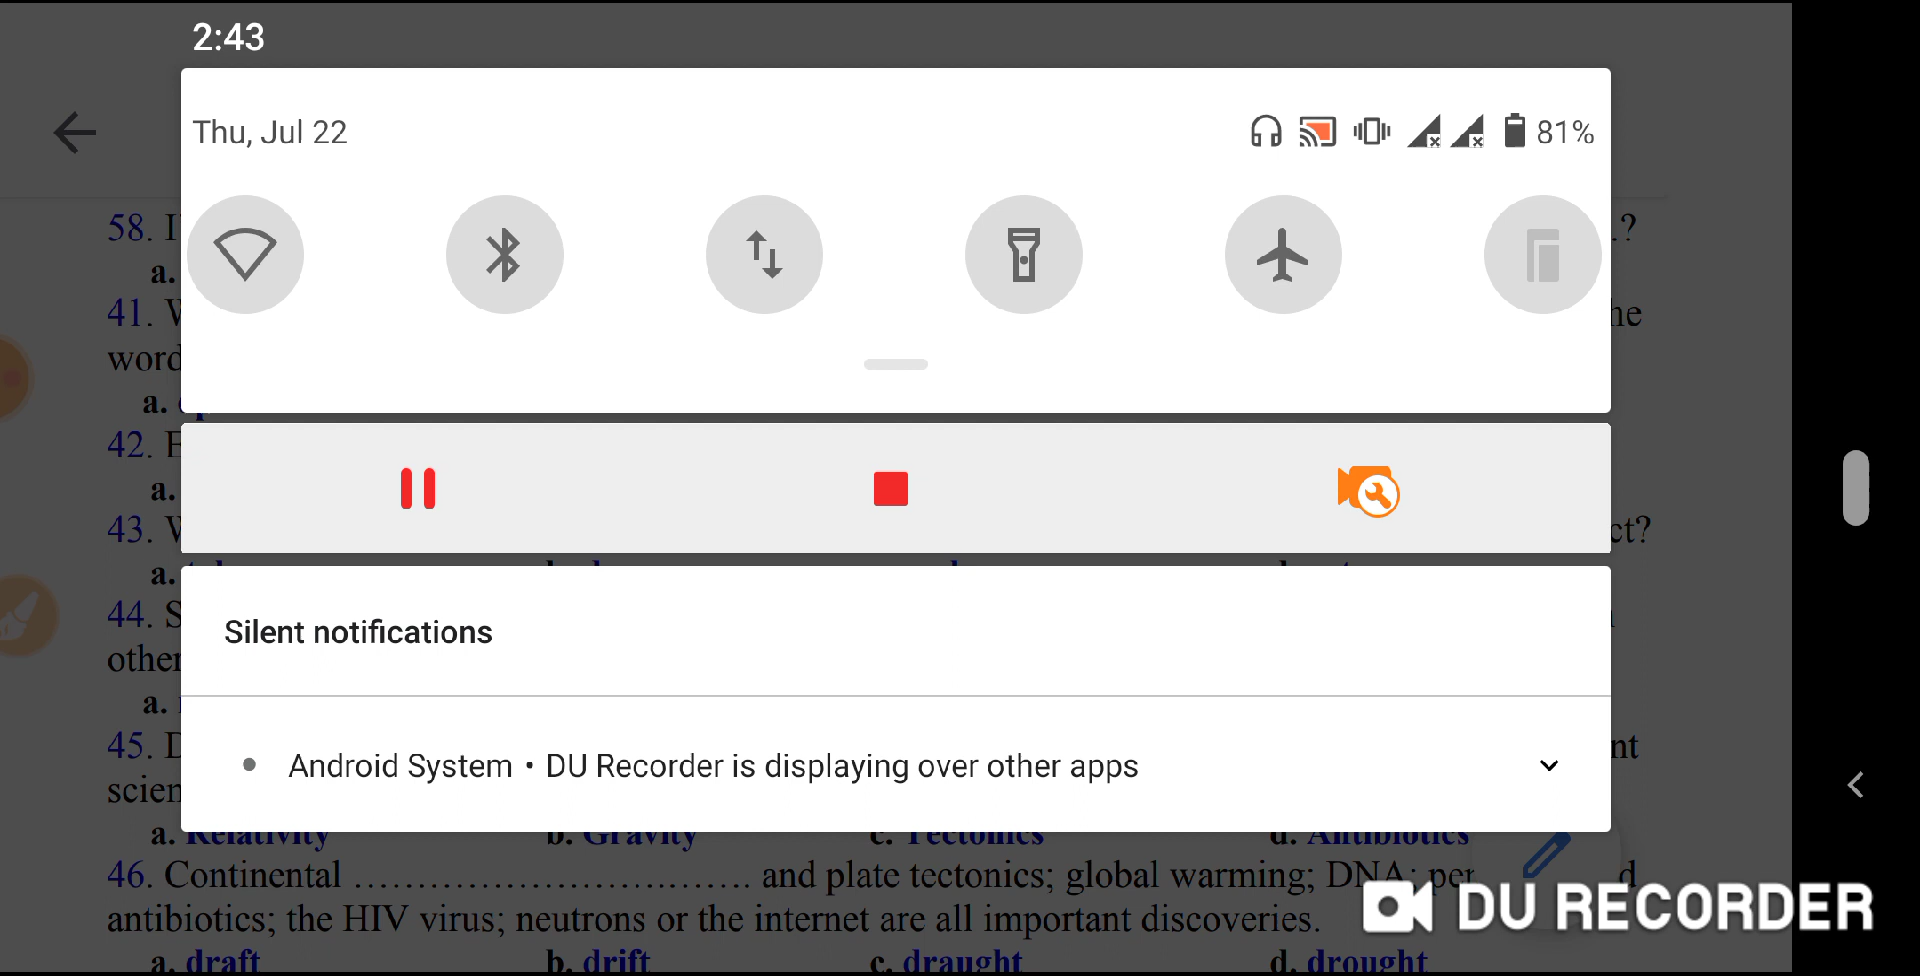 2:43
Thu, Jul 22
81%
58.
a.
41.
he
word
a.
42.
a.
43.
ct?
a.
Silent notifications
44.
other
a.
45.
nt
Android System • DU Recorder is displaying over other apps
scien
a. Relativity b. Gravity c. Tectonics d. Antibiotics
46. Continental .............................. and plate tectonics; global warming; DNA;
antibiotics; the HIV virus; neutrons or the internet are all important discoveries.
DU RECORDER
a. draft b. drift c. draught d. drought